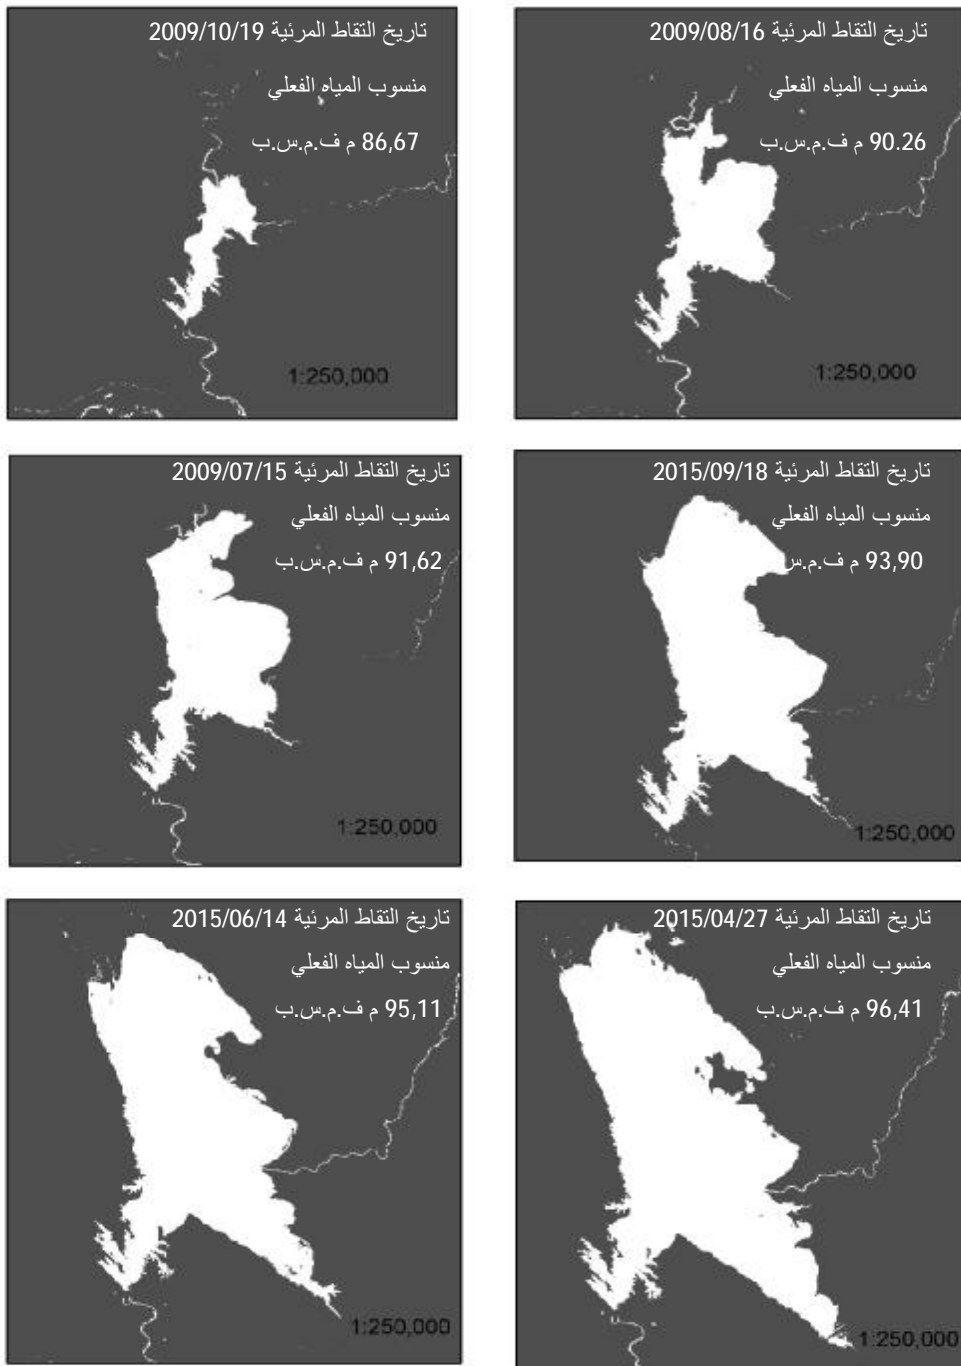 تاريخ التقاط المرئية 2009/08/16
منسوب المياه الفعلي
90.26 م ف.م.س.ب
1:250,000
تاريخ التقاط المرئية 2009/10/19
منسوب المياه الفعلي
86,67 م ف.م.س.ب
1:250,000
تاريخ التقاط المرئية 2015/09/18
منسوب المياه الفعلي
93,90 م ف.م.س
1:250,000
تاريخ التقاط المرئية 2009/07/15
منسوب المياه الفعلي
91,62 م ف.م.س.ب
1:250,000
تاريخ التقاط المرئية 2015/04/27
منسوب المياه الفعلي
96,41 م ف.م.س.ب
1:250,000
تاريخ التقاط المرئية 2015/06/14
منسوب المياه الفعلي
95,11 م ف.م.س.ب
1:250,000